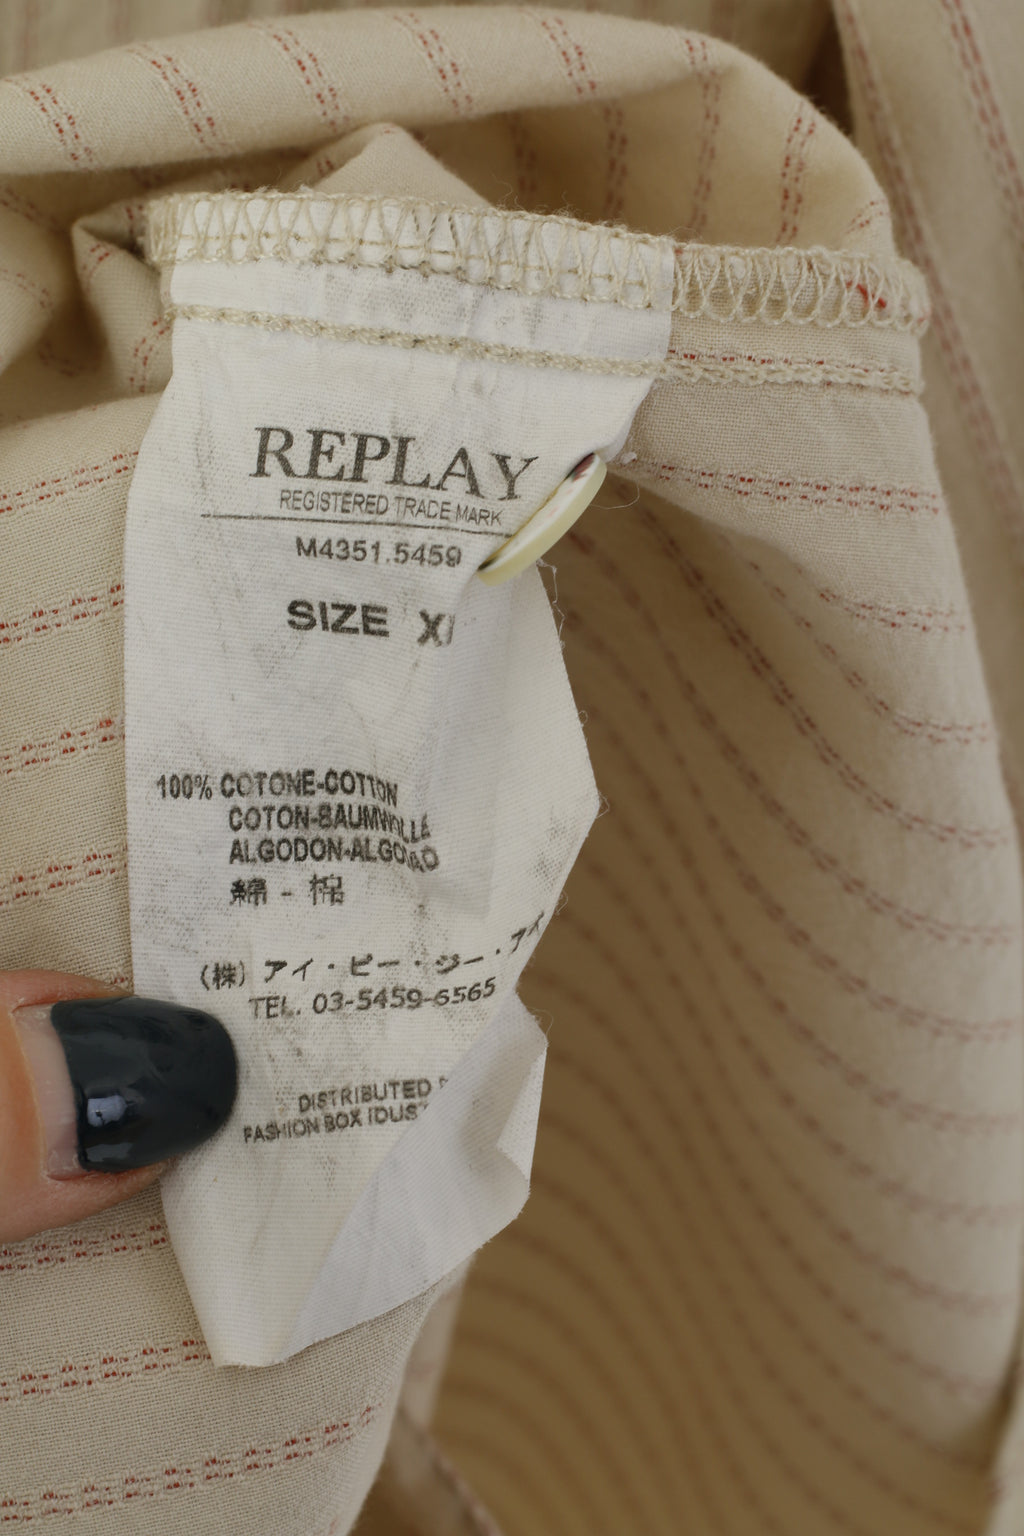 REPLAY
REGISTERED TRADE MARK
M4351.5459
SIZE
100% COTONE-COTTON
COTON-BAUMWOLLE
ALGODON-ALGODAO
綿 - 棉
(株) アイ・ピー・ジー・アイ
TEL. 03-5459-6565
DISTRIBUTED
FASHION BOX